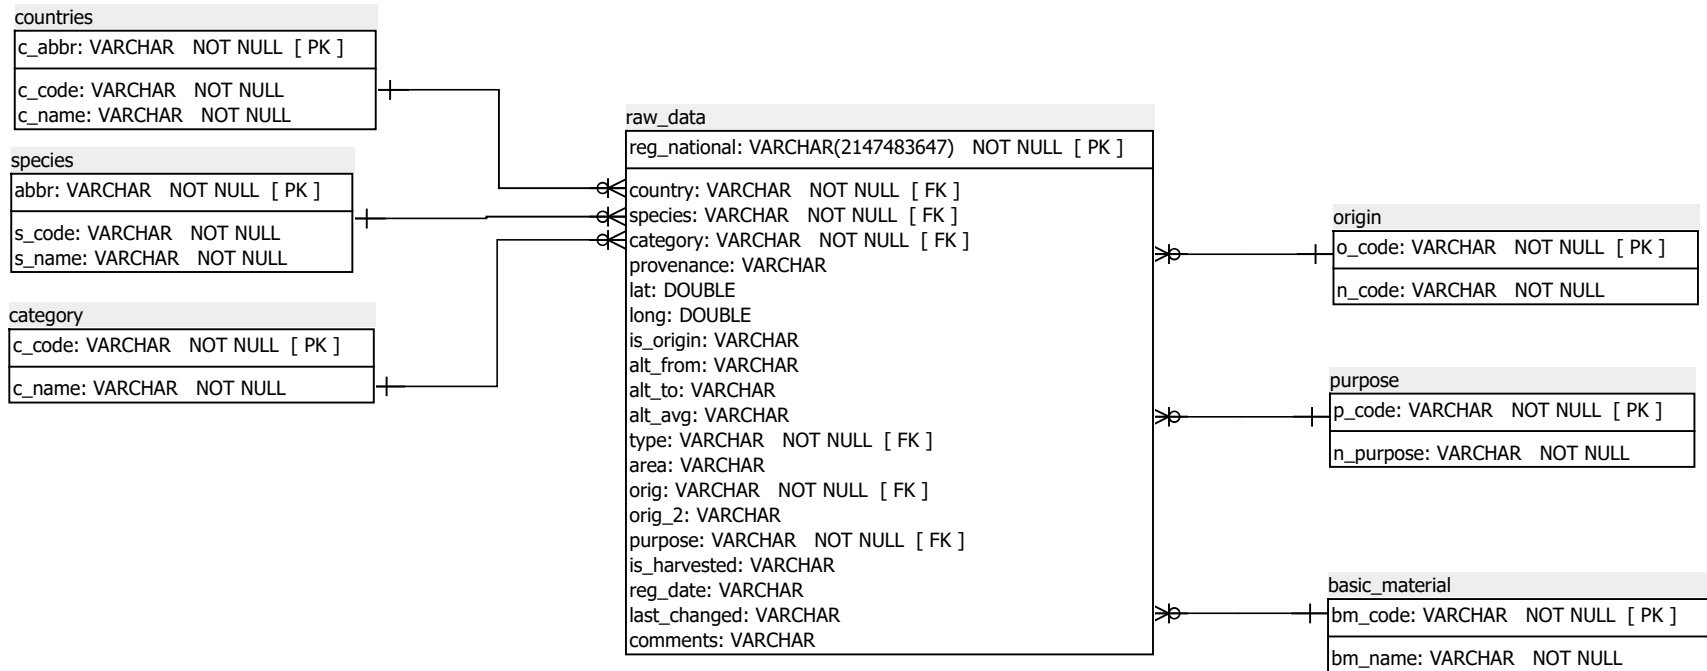 countries
c_abbr: VARCHAR NOT NULL [ PK ]
c_code: VARCHAR NOT NULL
c_name: VARCHAR NOT NULL
species
abbr: VARCHAR NOT NULL [ PK ]
s_code: VARCHAR NOT NULL
s_name: VARCHAR NOT NULL
category
c_code: VARCHAR NOT NULL [ PK ]
c_name: VARCHAR NOT NULL
raw_data
reg_national: VARCHAR(2147483647) NOT NULL [ PK ]
country: VARCHAR NOT NULL [ FK ]
species: VARCHAR NOT NULL [ FK ]
category: VARCHAR NOT NULL [ FK ]
provenance: VARCHAR
lat: DOUBLE
long: DOUBLE
is_origin: VARCHAR
alt_from: VARCHAR
alt_to: VARCHAR
alt_avg: VARCHAR
type: VARCHAR NOT NULL [ FK ]
area: VARCHAR
orig: VARCHAR NOT NULL [ FK ]
orig_2: VARCHAR
purpose: VARCHAR NOT NULL [ FK ]
is_harvested: VARCHAR
reg_date: VARCHAR
last_changed: VARCHAR
comments: VARCHAR
origin
o_code: VARCHAR NOT NULL [ PK ]
n_code: VARCHAR NOT NULL
purpose
p_code: VARCHAR NOT NULL [ PK ]
n_purpose: VARCHAR NOT NULL
basic_material
bm_code: VARCHAR NOT NULL [ PK ]
bm_name: VARCHAR NOT NULL